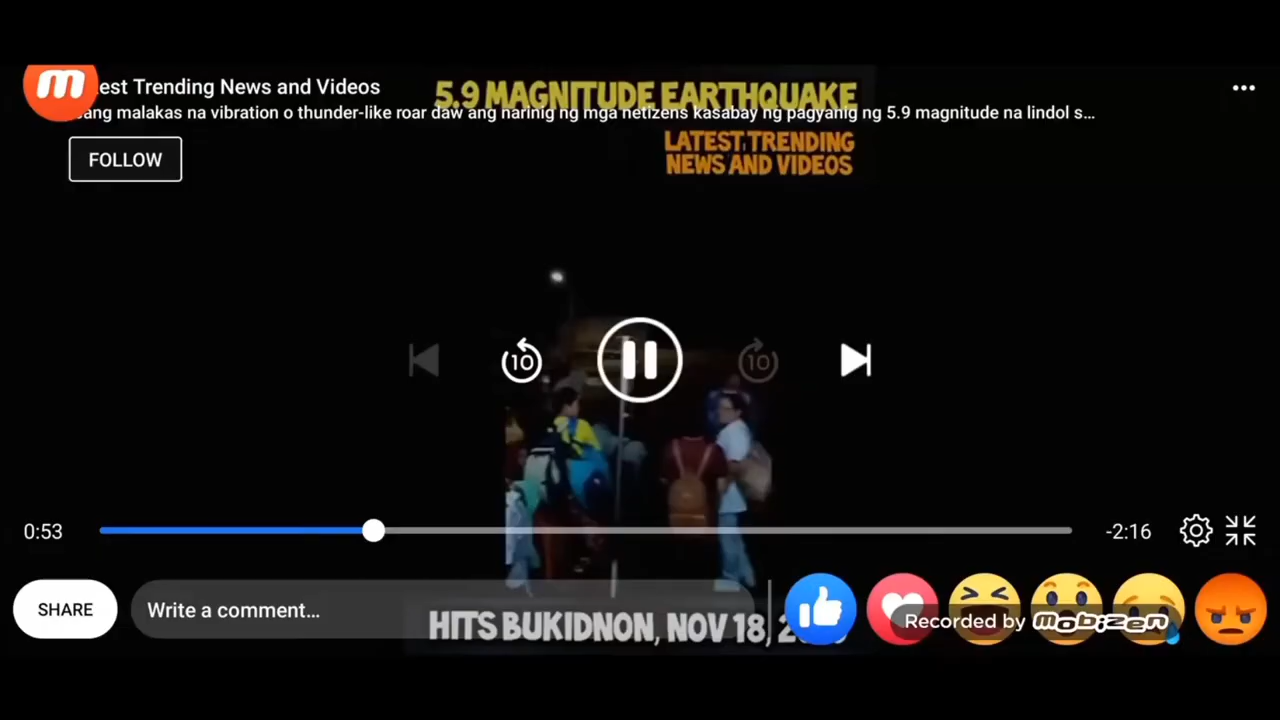 est Trending News and Videos
5.9 MAGNITUDE EARTHQUAKE
ang malakas na vibration o thunder-like roar daw ang narinig ng mga netizens kasabay ng pagyanig ng 5.9 magnitude na lindol s...
FOLLOW
LATEST TRENDING
NEWS AND VIDEOS
10
10
0:53
-2:16
SHARE
Write a comment...
Recorded by mobizen
HITS BUKIDNON, NOV 18,